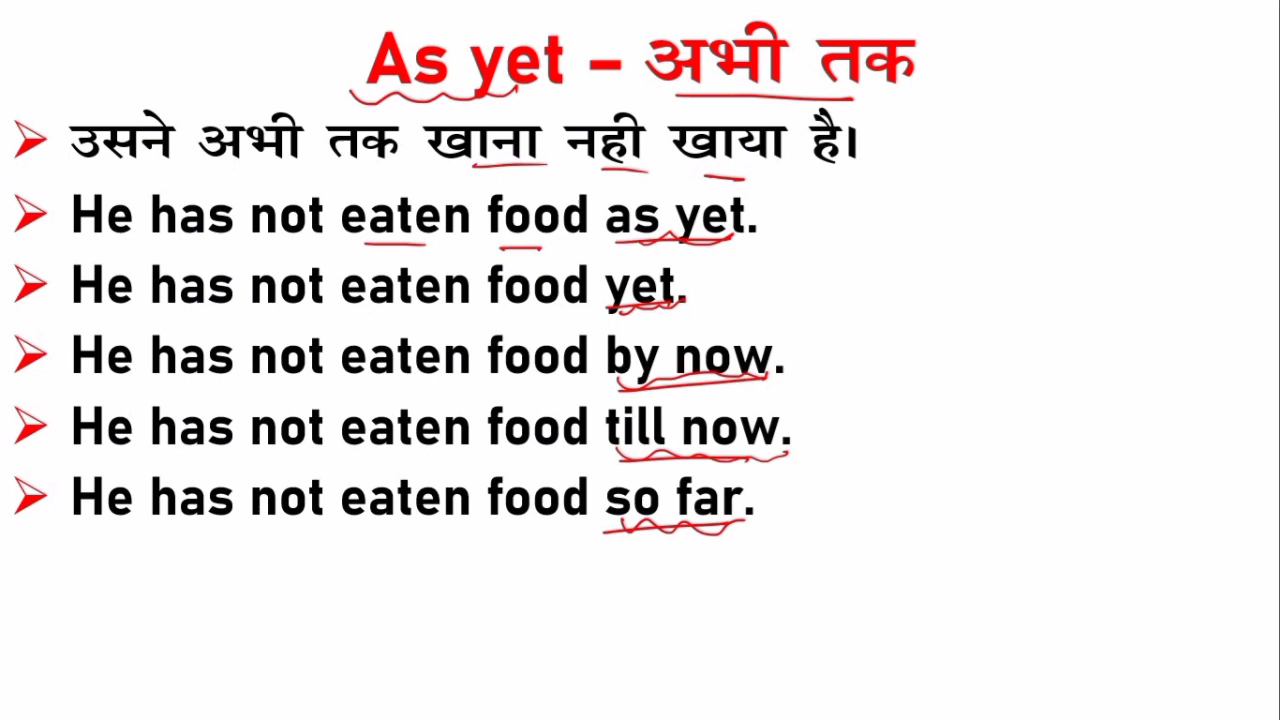 As yet – अभी तक
उसने अभी तक खाना नही खाया है।
He has not eaten food as yet.
He has not eaten food yet.
He has not eaten food by now.
He has not eaten food till now.
He has not eaten food so far.